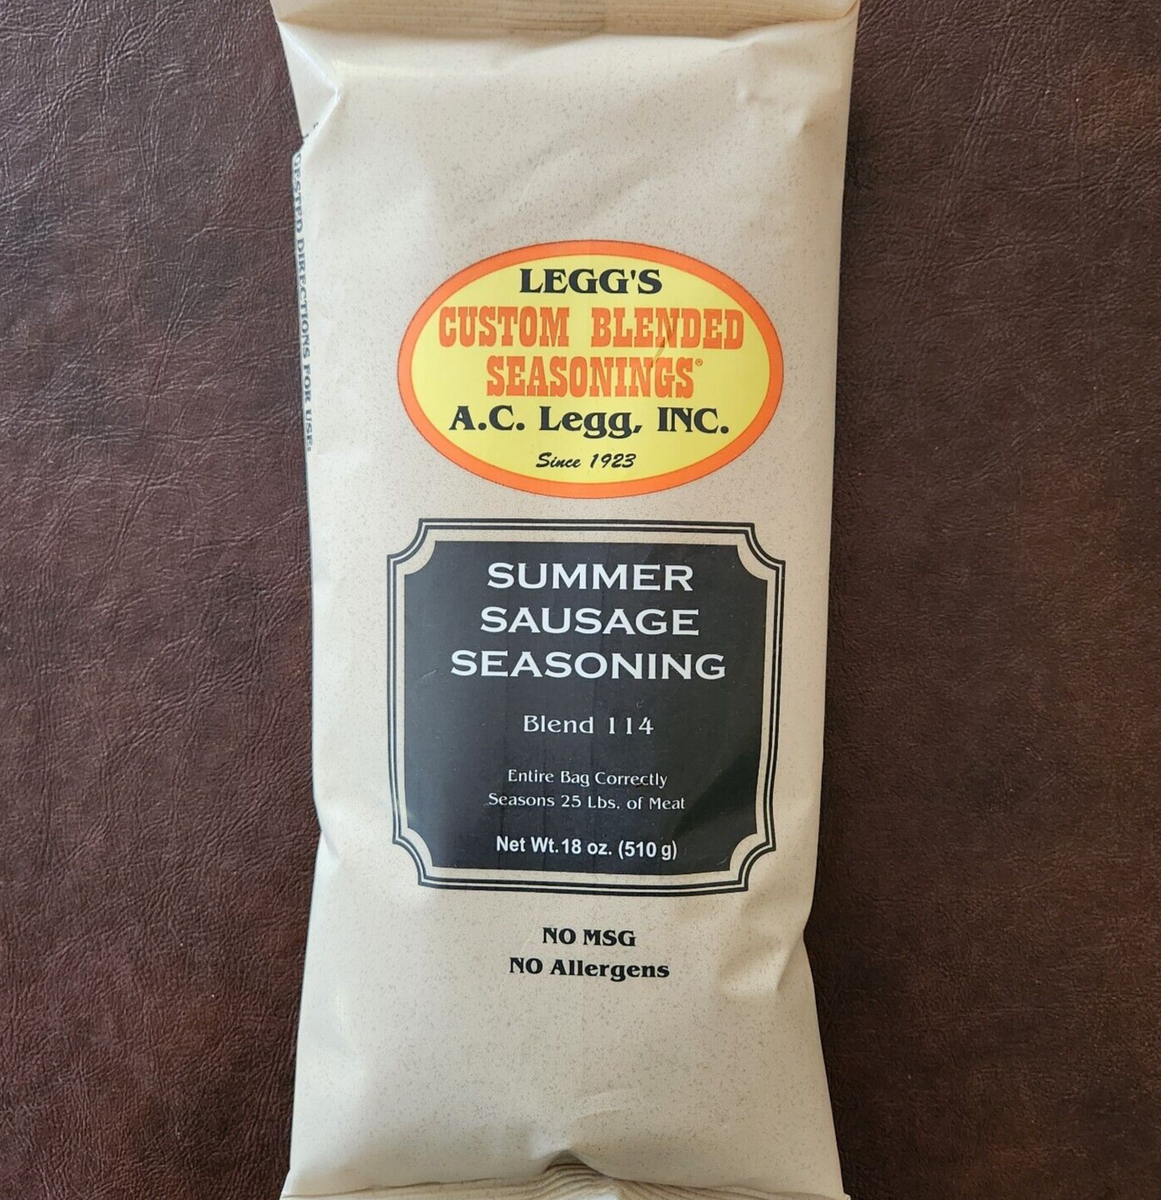 LEGG'S
CUSTOM BLENDED
SEASONINGS®
A.C. Legg, INC.
Since 1923
SUMMER
SAUSAGE
SEASONING
Blend 114
Entire Bag Correctly
Seasons 25 Lbs. of Meat
Net Wt. 18 oz. (510 g)
NO MSG
NO Allergens
DIRECTIONS FOR USE: